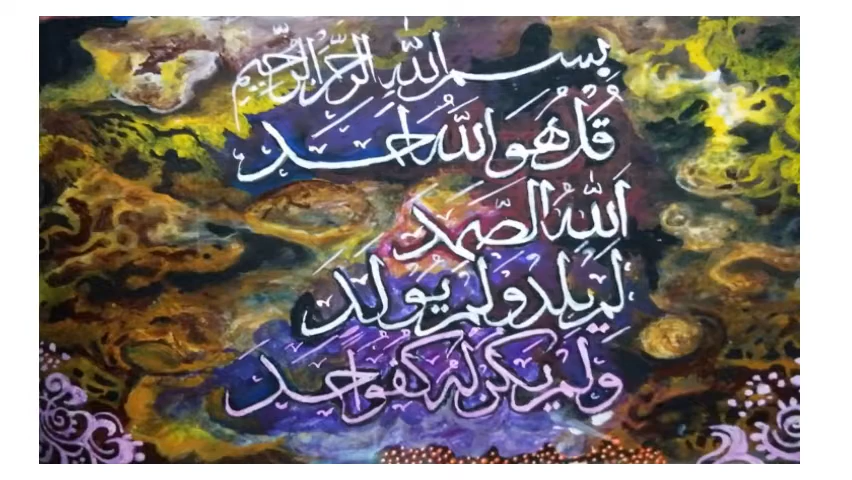 بسم الله الرحمن الرحيم
قل هو الله احد
الله الصمد
لم يلد ولم يولد
ولم يكن له كفوا احد